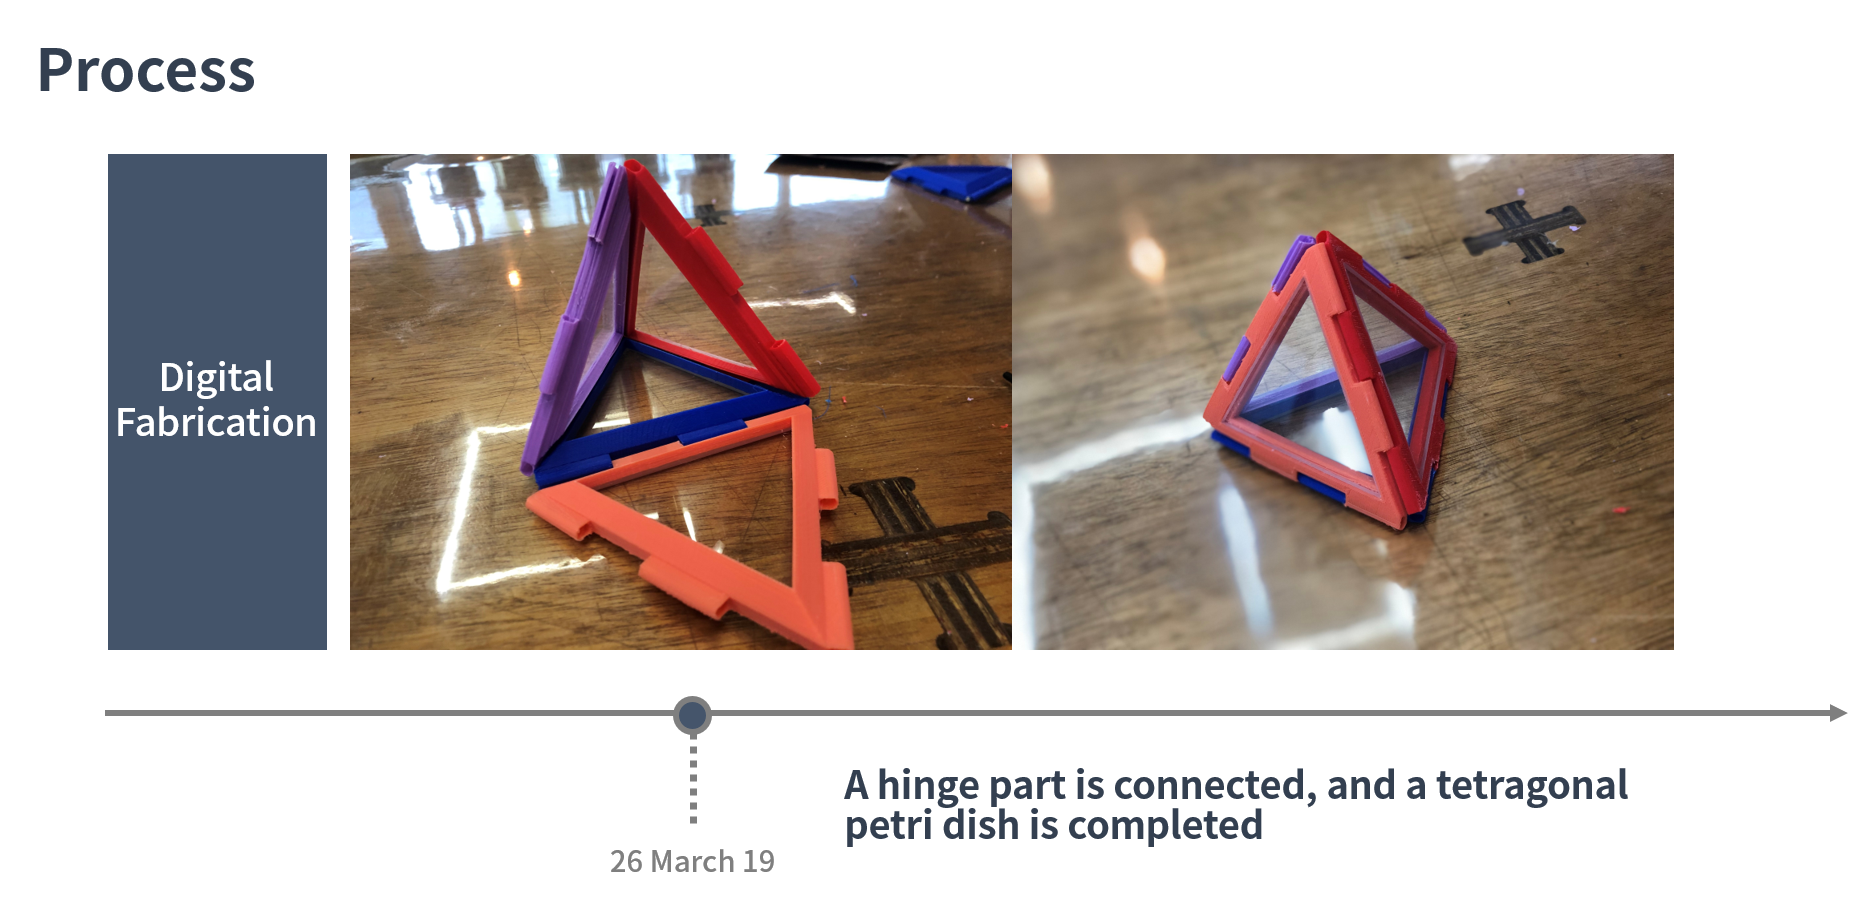 Process
Digital
Fabrication
26 March 19
A hinge part is connected, and a tetragonal
petri dish is completed